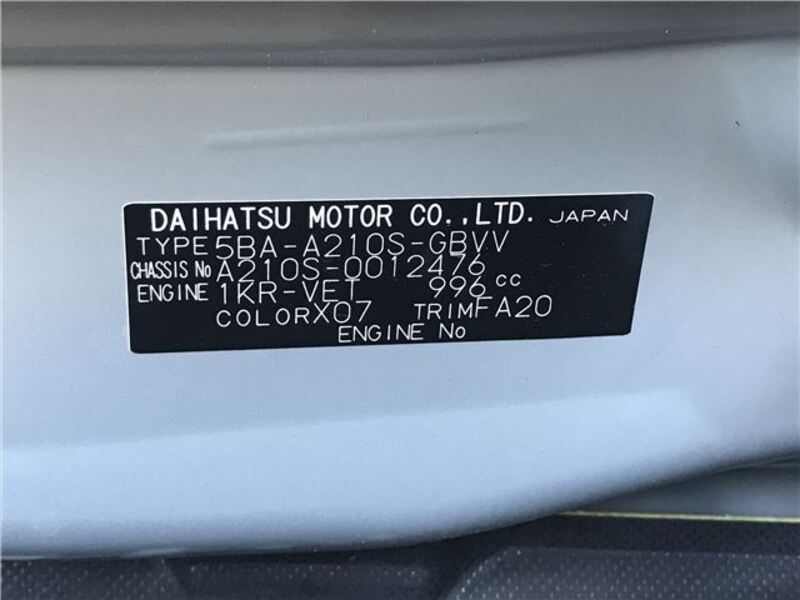 DAIHATSU MOTOR CO.,LTD. JAPAN
TYPE 5BA-A210S-GBVV
CHASSIS No A210S-0012476
ENGINE 1KR-VET 996 cc
COLOR X07 TRIM FA20
ENGINE No